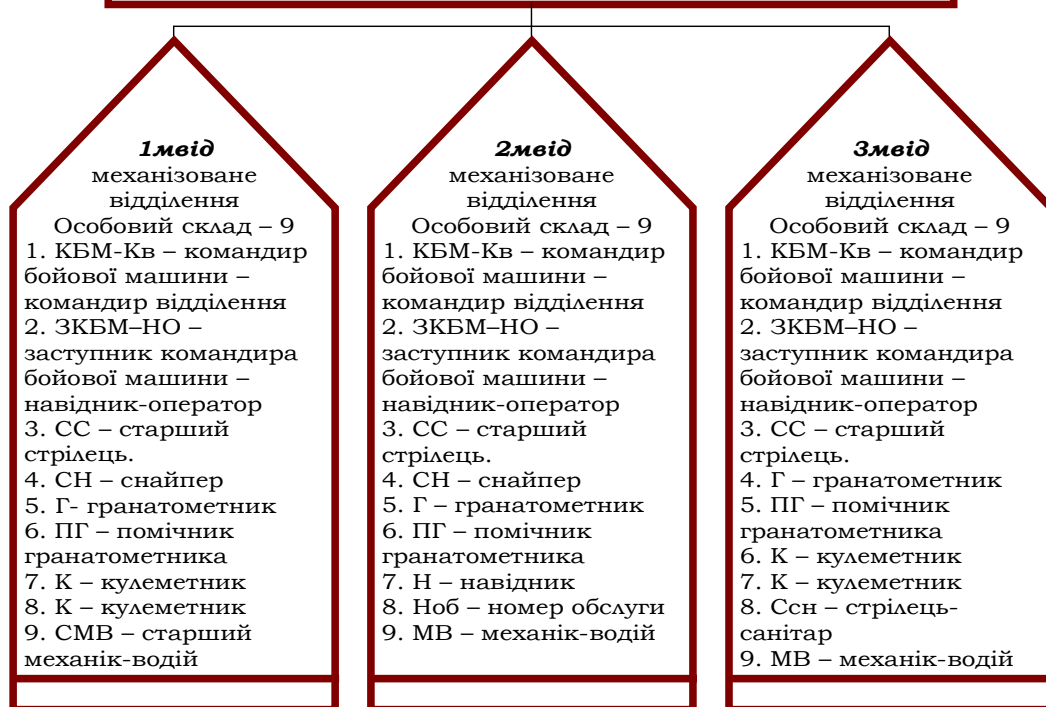 1мвід
механізоване
відділення
Особовий склад – 9
1. КБМ-Кв – командир
бойової машини –
командир відділення
2. ЗКБМ–НО –
заступник командира
бойової машини –
навідник-оператор
3. СС – старший
стрілець.
4. СН – снайпер
5. Г- гранатометник
6. ПГ – помічник
гранатометника
7. К – кулеметник
8. К – кулеметник
9. СМВ – старший
механік-водій
2мвід
механізоване
відділення
Особовий склад – 9
1. КБМ-Кв – командир
бойової машини –
командир відділення
2. ЗКБМ–НО –
заступник командира
бойової машини –
навідник-оператор
3. СС – старший
стрілець.
4. СН – снайпер
5. Г – гранатометник
6. ПГ – помічник
гранатометника
7. Н – навідник
8. Ноб – номер обслуги
9. МВ – механік-водій
3мвід
механізоване
відділення
Особовий склад – 9
1. КБМ-Кв – командир
бойової машини –
командир відділення
2. ЗКБМ–НО –
заступник командира
бойової машини –
навідник-оператор
3. СС – старший
стрілець.
4. Г – гранатометник
5. ПГ – помічник
гранатометника
6. К – кулеметник
7. К – кулеметник
8. Ссн – стрілець-
санітар
9. МВ – механік-водій